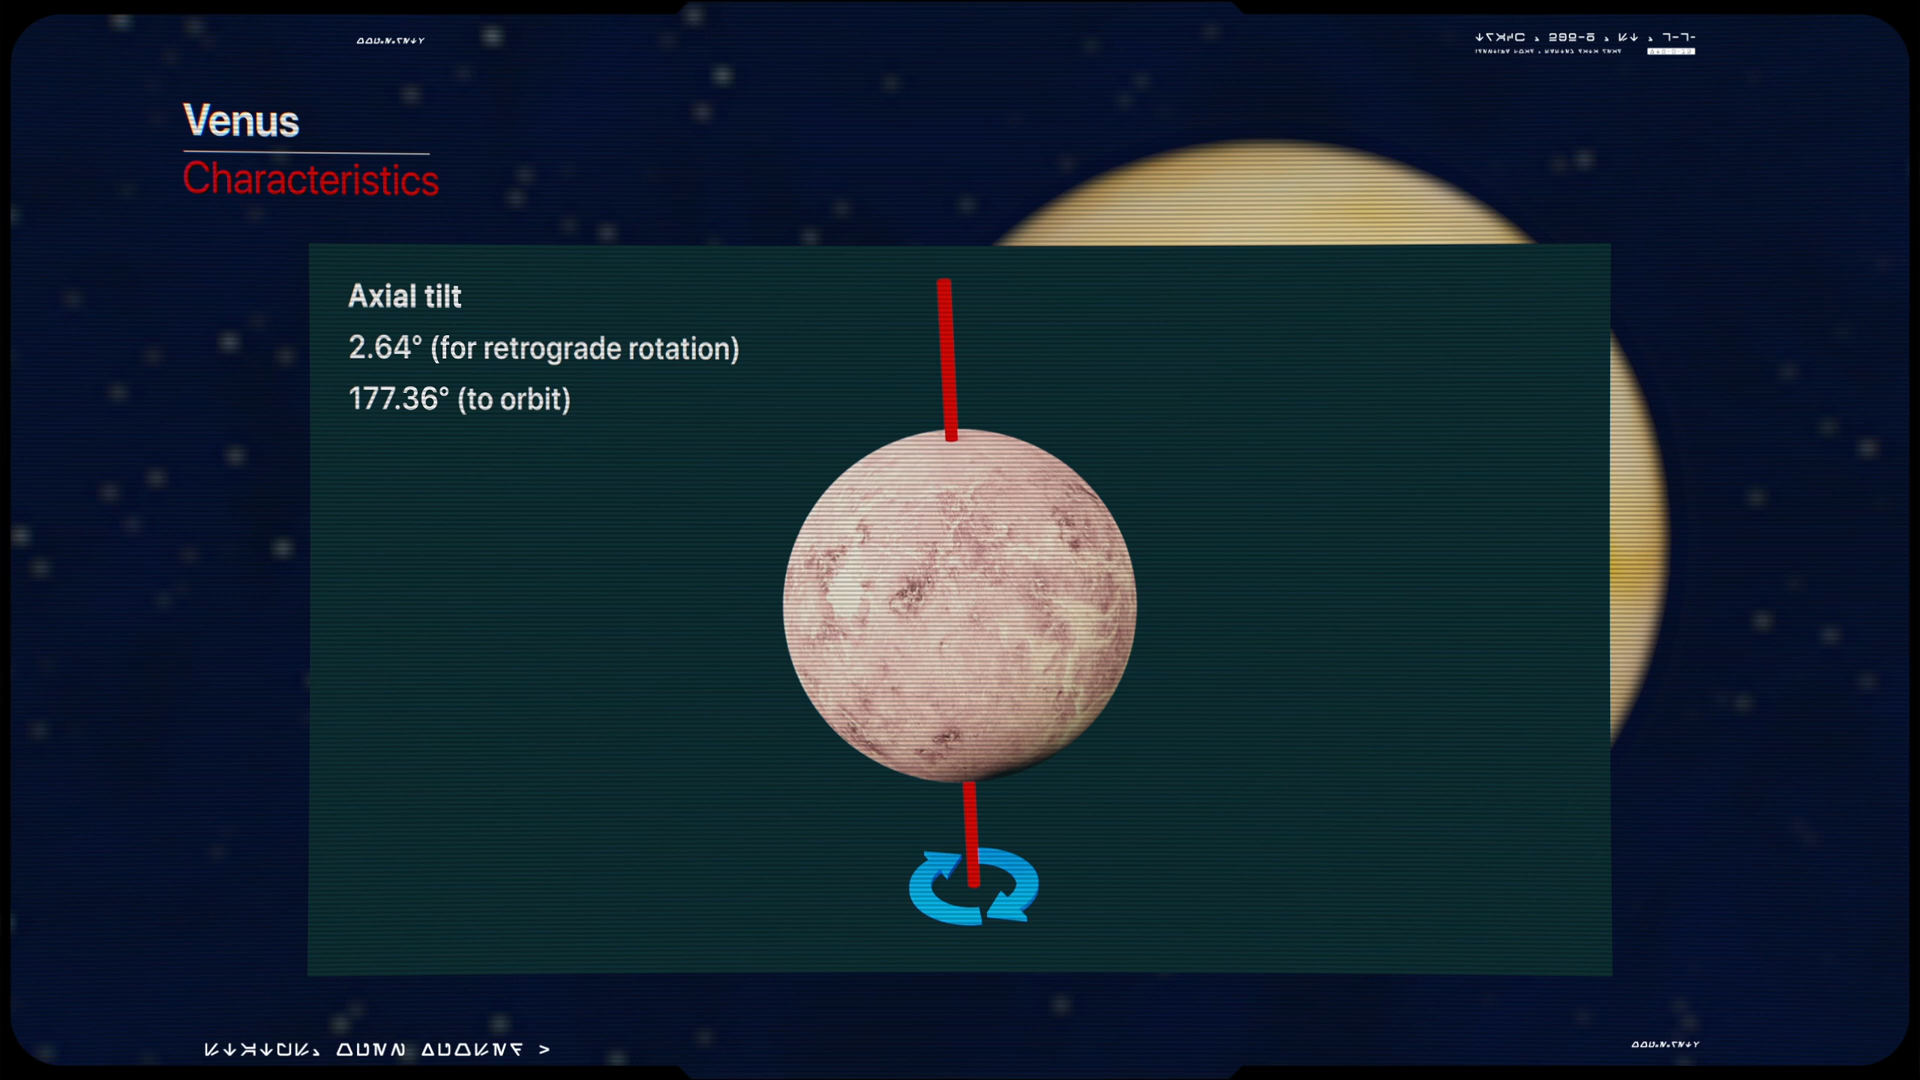 Venus
Characteristics
Axial tilt
2.64° (for retrograde rotation)
177.36° (to orbit)